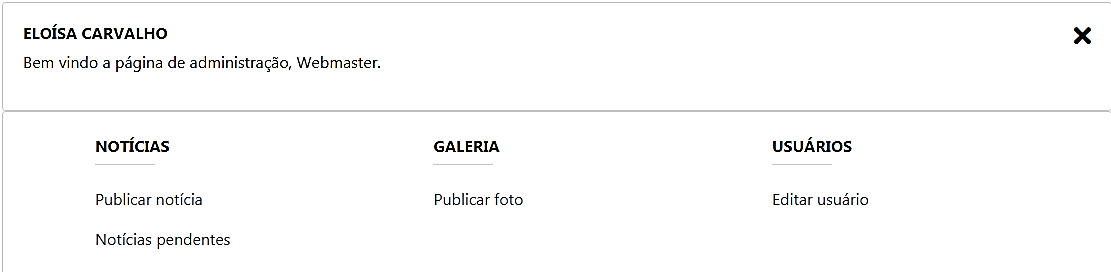 ELOÍSA CARVALHO
Bem vindo a página de administração, Webmaster.
NOTÍCIAS
Publicar notícia
Notícias pendentes
GALERIA
Publicar foto
USUÁRIOS
Editar usuário